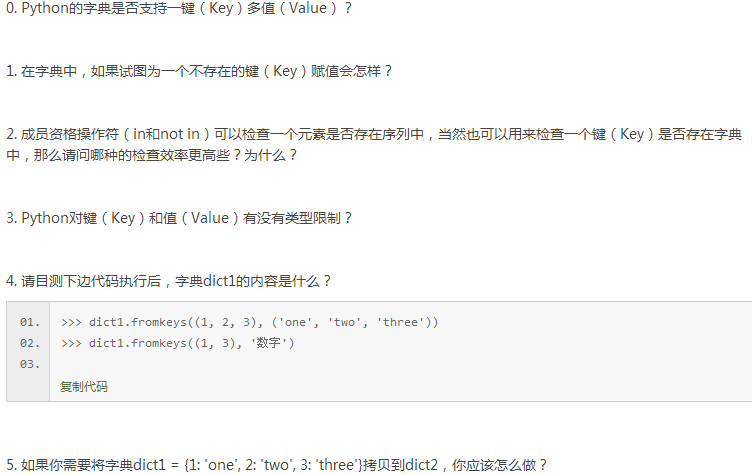 0. Python的字典是否支持一键（Key）多值（Value）？
1. 在字典中，如果试图为一个不存在的键（Key）赋值会怎样？
2. 成员资格操作符（in和not in）可以检查一个元素是否存在序列中，当然也可以用来检查一个键（Key）是否存在字典
中，那么请问哪种的检查效率更高些？为什么？
3. Python对键（Key）和值（Value）有没有类型限制？
4. 请目测下边代码执行后，字典dict1的内容是什么？
01. >>> dict1.fromkeys((1, 2, 3), ('one', 'two', 'three'))
02. >>> dict1.fromkeys((1, 3), '数字')
03.
复制代码
5. 如果你需要将字典dict1 = {1: 'one', 2: 'two', 3: 'three'}拷贝到dict2，你应该怎么做？